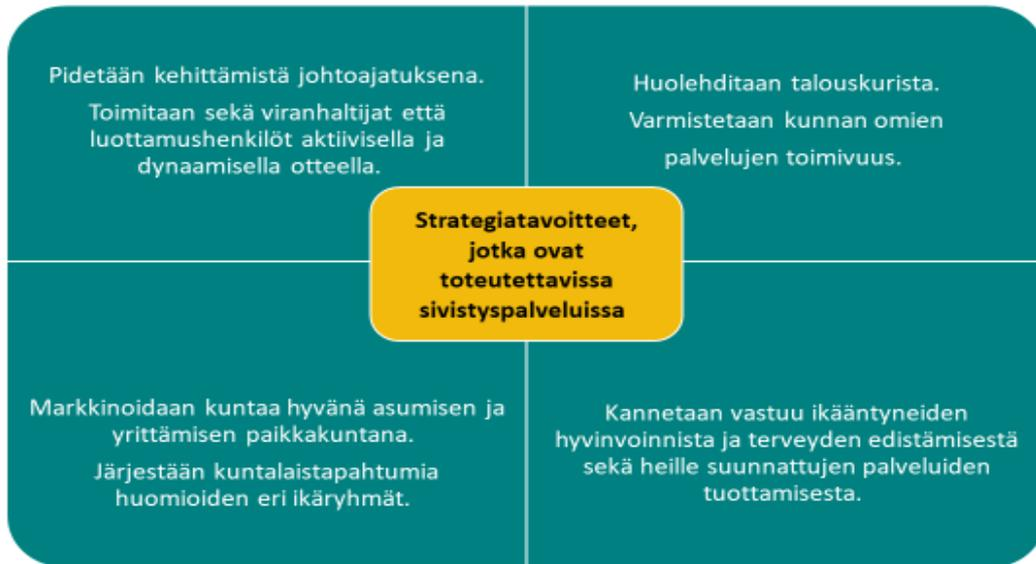 Pidetään kehittämistä johtoajatuksena.
Toimitaan sekä viranhaltijat että
luottamushenkilöt aktiivisella ja
dynaamisella otteella.
Huolehditaan talouskurista.
Varmistetaan kunnan omien
palvelujen toimivuus.
Strategiatavoitteet,
jotka ovat
toteutettavissa
sivistyspalveluissa
Markkinoidaan kuntaa hyvänä asumisen ja
yrittämisen paikkakuntana.
Järjestään kuntalaistapahtumia
huomioiden eri ikäryhmät.
Kannetaan vastuu ikääntyneiden
hyvinvoinnista ja terveyden edistämisestä
sekä heille suunnattujen palveluiden
tuottamisesta.